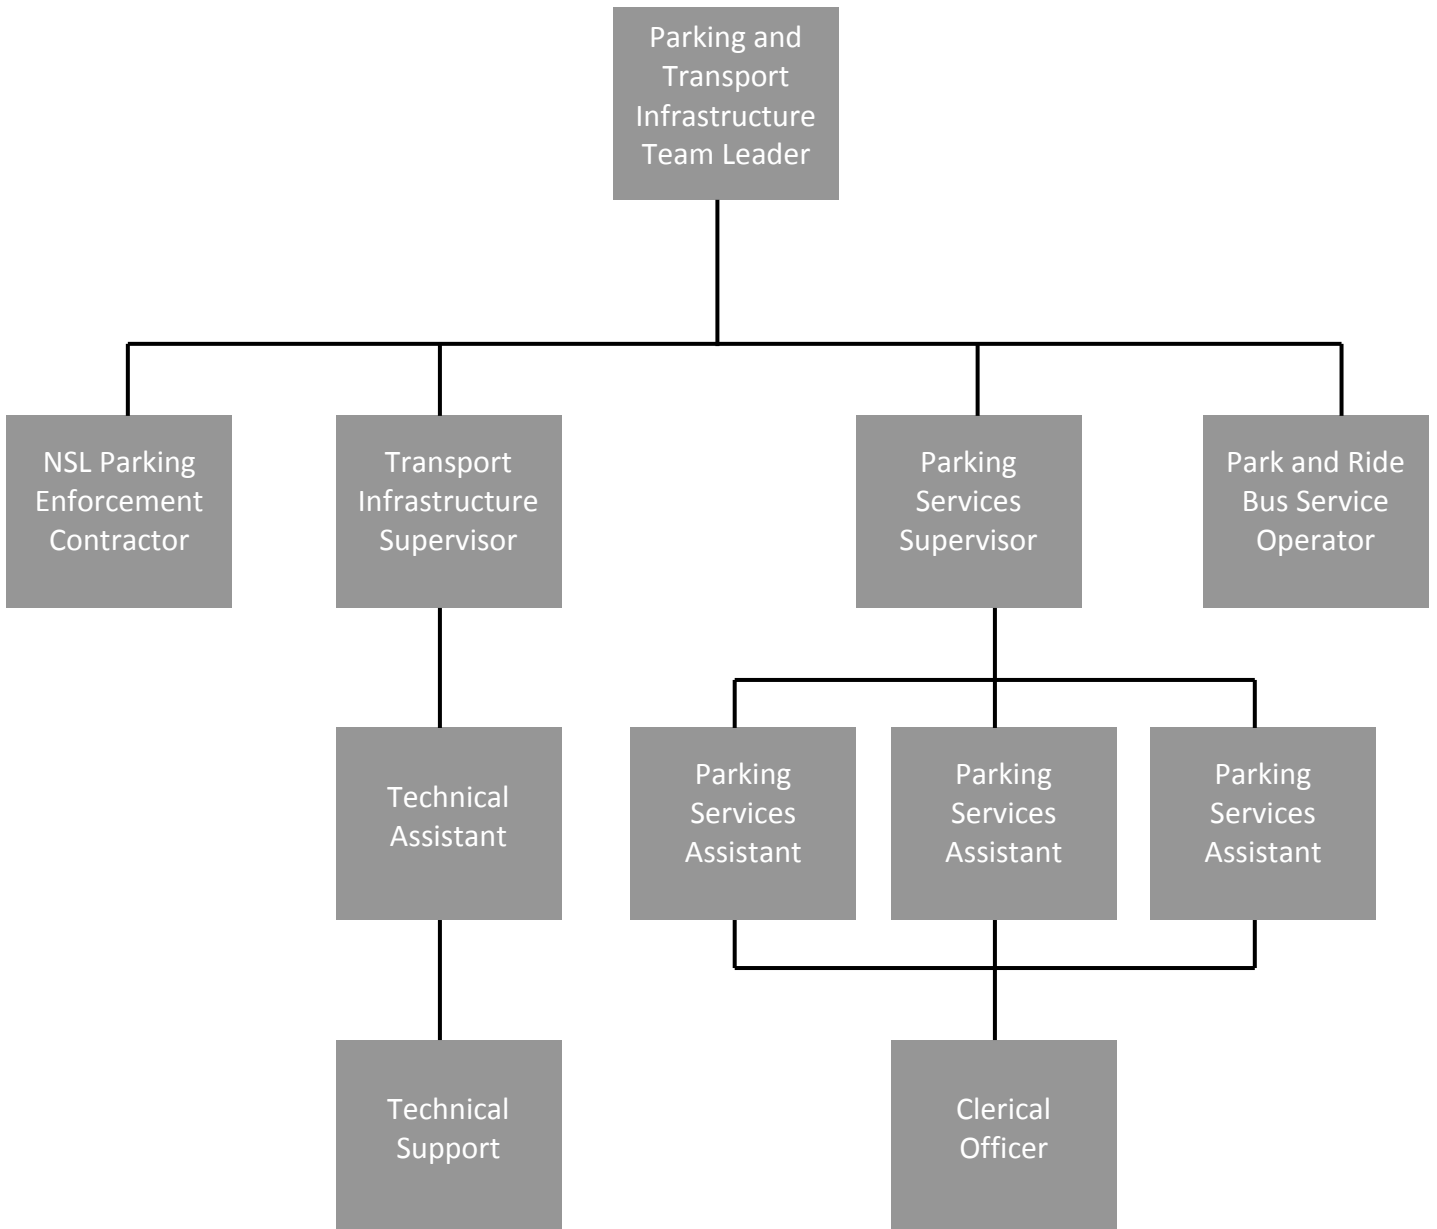 Parking and
Transport
Infrastructure
Team Leader
NSL Parking
Enforcement
Contractor
Transport
Infrastructure
Supervisor
Parking
Services
Supervisor
Park and Ride
Bus Service
Operator
Technical
Assistant
Parking
Services
Assistant
Parking
Services
Assistant
Parking
Services
Assistant
Technical
Support
Clerical
Officer